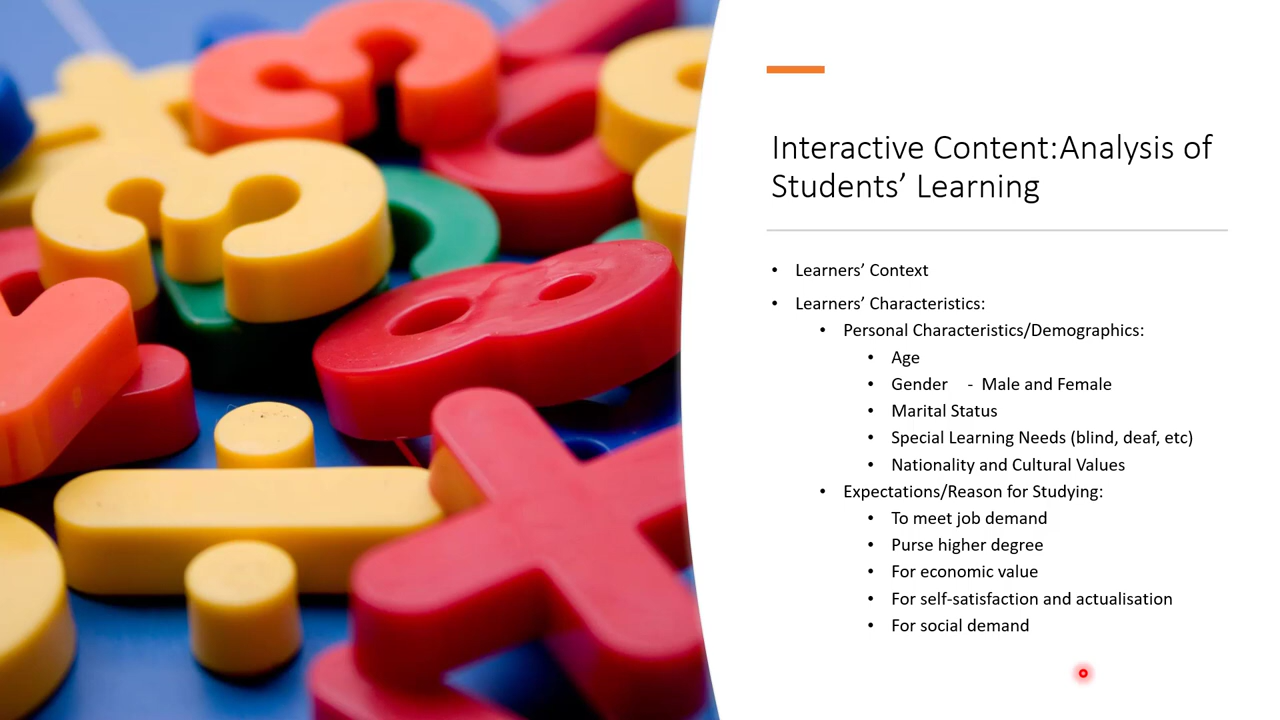 Interactive Content:Analysis of
Students’ Learning
• Learners’ Context
• Learners’ Characteristics:
• Personal Characteristics/Demographics:
• Age
• Gender - Male and Female
• Marital Status
• Special Learning Needs (blind, deaf, etc)
• Nationality and Cultural Values
• Expectations/Reason for Studying:
• To meet job demand
• Purse higher degree
• For economic value
• For self-satisfaction and actualisation
• For social demand